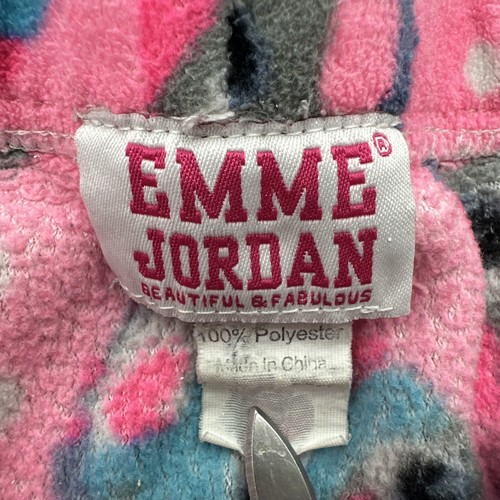 EMME®
JORDAN
BEAUTIFUL & FABULOUS
100% Polyester
Made in China